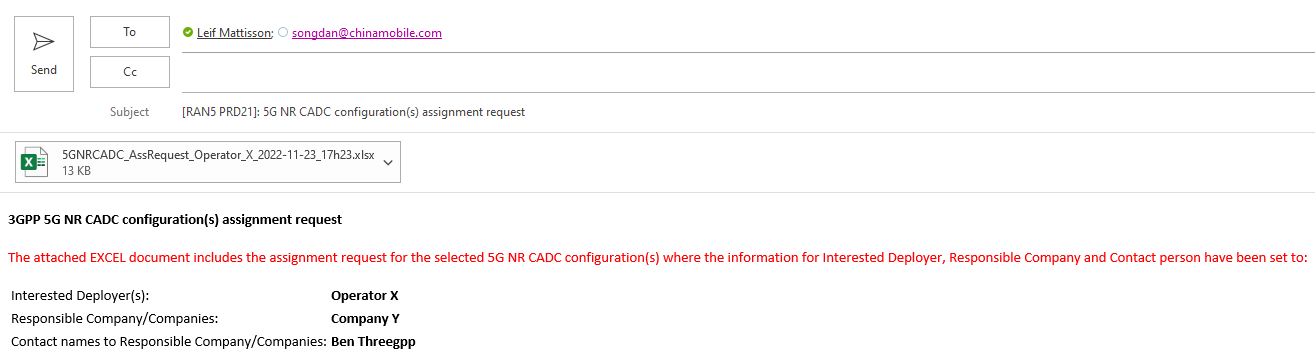 To Leif Mattisson; songdan@chinamobile.com
Send
Cc
Subject [RAN5 PRD21]: 5G NR CADC configuration(s) assignment request
5GNRCADC_AssRequest_Operator_X_2022-11-23_17h23.xlsx
13 KB
3GPP 5G NR CADC configuration(s) assignment request
The attached EXCEL document includes the assignment request for the selected 5G NR CADC configuration(s) where the information for Interested Deployer, Responsible Company and Contact person have been set to:
Interested Deployer(s): Operator X
Responsible Company/Companies: Company Y
Contact names to Responsible Company/Companies: Ben Threegpp